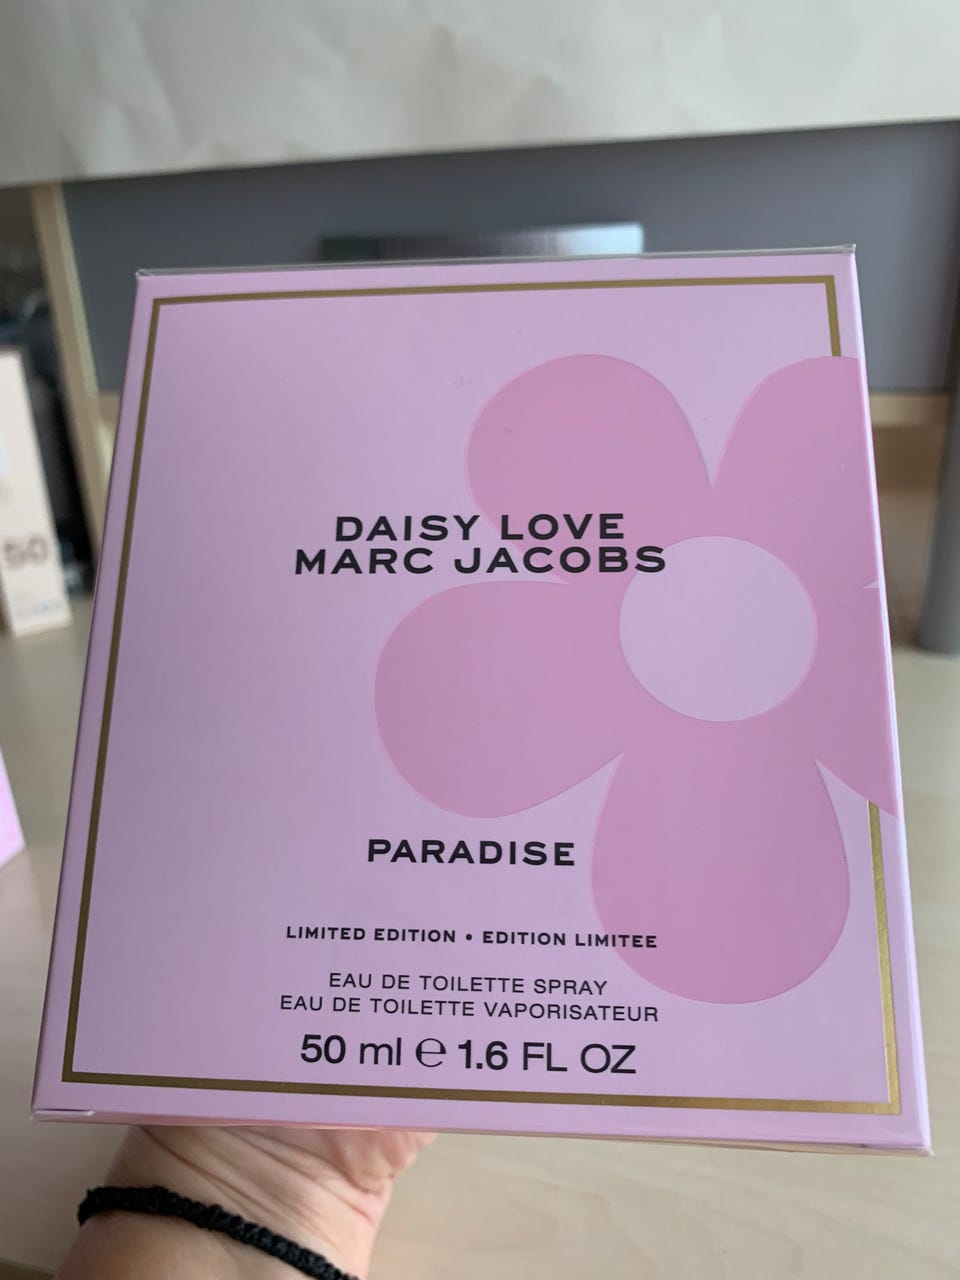 DAISY LOVE
MARC JACOBS
PARADISE
LIMITED EDITION • EDITION LIMITEE
EAU DE TOILETTE SPRAY
EAU DE TOILETTE VAPORISATEUR
50 ml ℮ 1.6 FL OZ
50